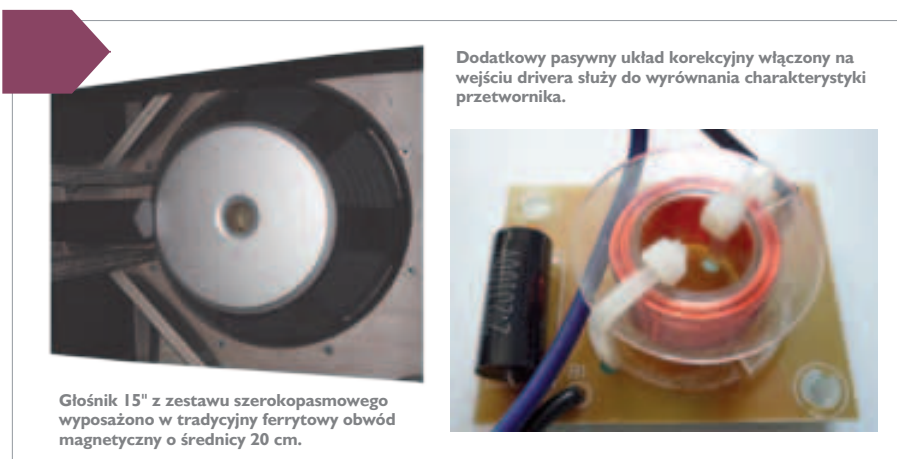 Dodatkowy pasywny układ korekcyjny włączony na
wejściu drivera służy do wyrównania charakterystyki
przetwornika.
Głośnik 15" z zestawu szerokopasmowego
wyposażono w tradycyjny ferrytowy obwód
magnetyczny o średnicy 20 cm.